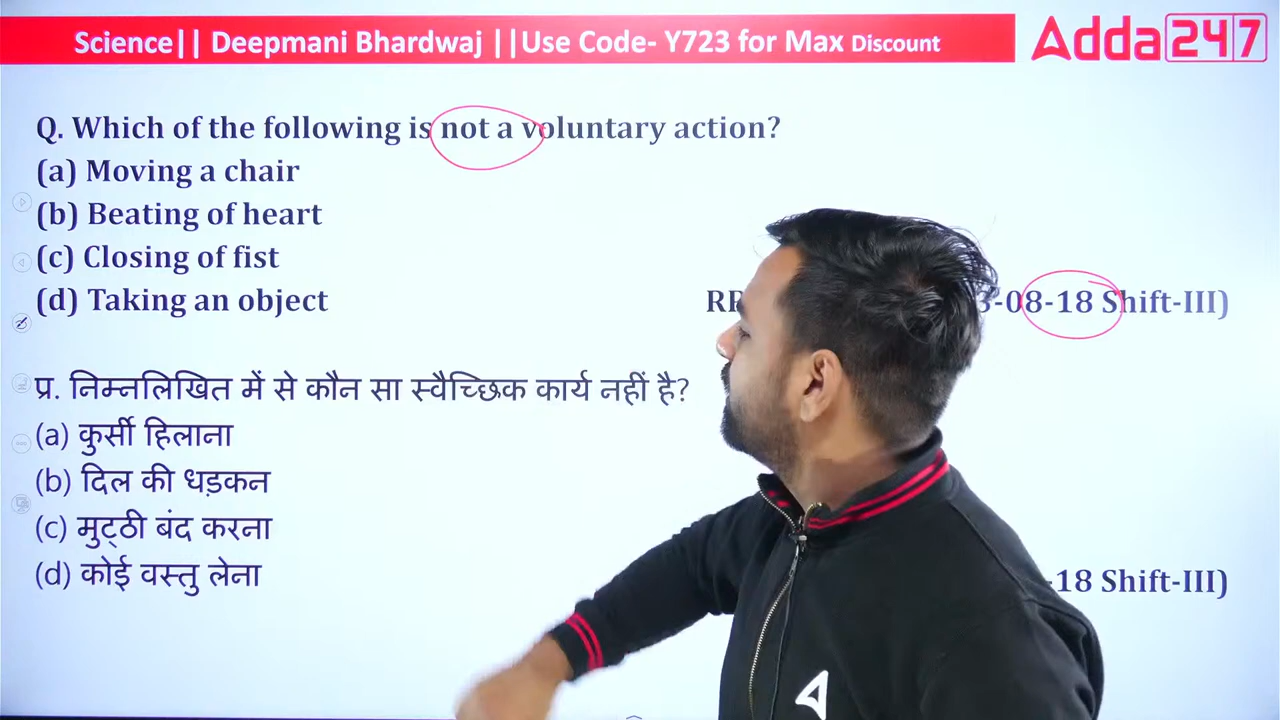 Science|| Deepmani Bhardwaj ||Use Code- Y723 for Max Discount
Adda247
Q. Which of the following is not a voluntary action?
(a) Moving a chair
(b) Beating of heart
(c) Closing of fist
(d) Taking an object
-08-18 Shift-III)
प्र. निम्नलिखित में से कौन सा स्वैच्छिक कार्य नहीं है?
(a) कुर्सी हिलाना
(b) दिल की धड़कन
(c) मुट्ठी बंद करना
(d) कोई वस्तु लेना
-18 Shift-III)